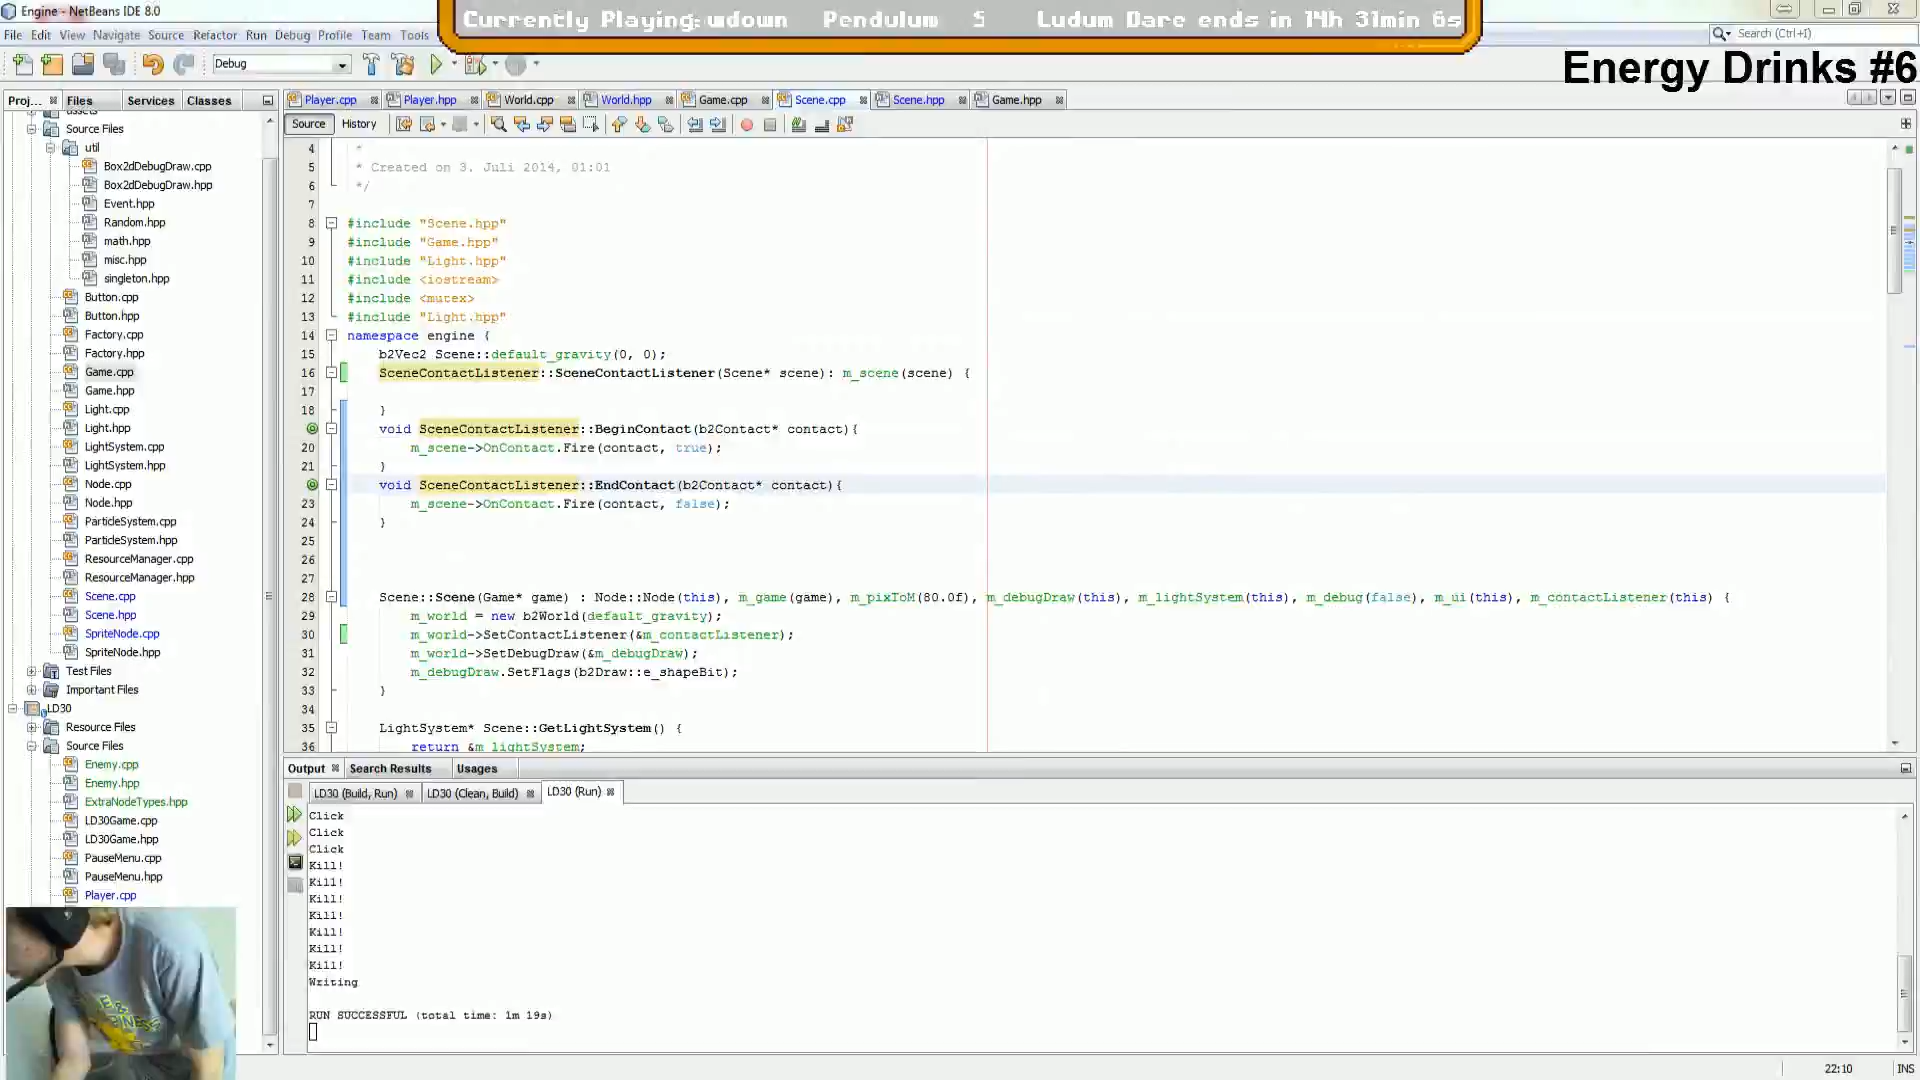 Engine - NetBeans IDE 8.0
Currently Playing: wdown Pendulum S Ludum Dare ends in 14h 31min 6s
File Edit View Navigate Source Refactor Run Debug Profile Team Tools
Search (Ctrl+I)
Debug
Energy Drinks #6
Proj... Files Services Classes
Player.cpp Player.hpp World.cpp World.hpp Game.cpp Scene.cpp Scene.hpp Game.hpp
Source History
assets
Source Files
util
Box2dDebugDraw.cpp
Box2dDebugDraw.hpp
Event.hpp
Random.hpp
math.hpp
misc.hpp
singleton.hpp
Button.cpp
Button.hpp
Factory.cpp
Factory.hpp
Game.cpp
Game.hpp
Light.cpp
Light.hpp
LightSystem.cpp
LightSystem.hpp
Node.cpp
Node.hpp
ParticleSystem.cpp
ParticleSystem.hpp
ResourceManager.cpp
ResourceManager.hpp
Scene.cpp
Scene.hpp
SpriteNode.cpp
SpriteNode.hpp
Test Files
Important Files
LD30
Resource Files
Source Files
Enemy.cpp
Enemy.hpp
ExtraNodeTypes.hpp
LD30Game.cpp
LD30Game.hpp
PauseMenu.cpp
PauseMenu.hpp
Player.cpp
4 *
5 * Created on 3. Juli 2014, 01:01
6 */
7
8 #include "Scene.hpp"
9 #include "Game.hpp"
10 #include "Light.hpp"
11 #include <iostream>
12 #include <mutex>
13 #include "Light.hpp"
14 namespace engine {
15 b2Vec2 Scene::default_gravity(0, 0);
16 SceneContactListener::SceneContactListener(Scene* scene): m_scene(scene) {
17
18 }
void SceneContactListener::BeginContact(b2Contact* contact){
20 m_scene->OnContact.Fire(contact, true);
21 }
void SceneContactListener::EndContact(b2Contact* contact){
23 m_scene->OnContact.Fire(contact, false);
24 }
25
26
27
28 Scene::Scene(Game* game) : Node::Node(this), m_game(game), m_pixToM(80.0f), m_debugDraw(this), m_lightSystem(this), m_debug(false), m_ui(this), m_contactListener(this) {
29 m_world = new b2World(default_gravity);
30 m_world->SetContactListener(&m_contactListener);
31 m_world->SetDebugDraw(&m_debugDraw);
32 m_debugDraw.SetFlags(b2Draw::e_shapeBit);
33 }
34
35 LightSystem* Scene::GetLightSystem() {
36 return &m_lightSystem;
Output Search Results Usages
LD30 (Build, Run) LD30 (Clean, Build) LD30 (Run)
Click
Click
Click
Kill!
Kill!
Kill!
Kill!
Kill!
Kill!
Kill!
Writing
RUN SUCCESSFUL (total time: 1m 19s)
22:10 INS